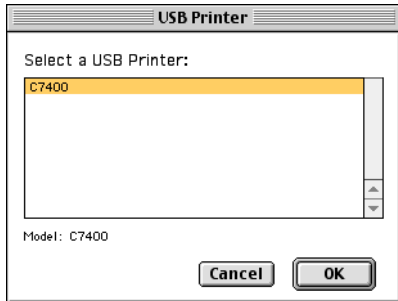 USB Printer
Select a USB Printer:
C7400
Model: C7400
Cancel OK